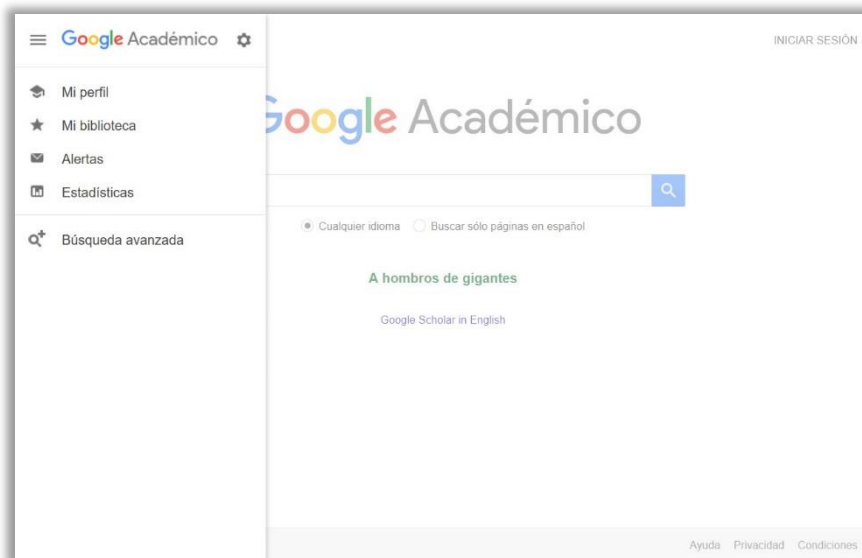 Google Académico
Mi perfil
Mi biblioteca
Alertas
Estadísticas
Búsqueda avanzada
INICIAR SESIÓN
Google Académico
Cualquier idioma Buscar sólo páginas en español
A hombros de gigantes
Google Scholar in English
Ayuda Privacidad Condiciones